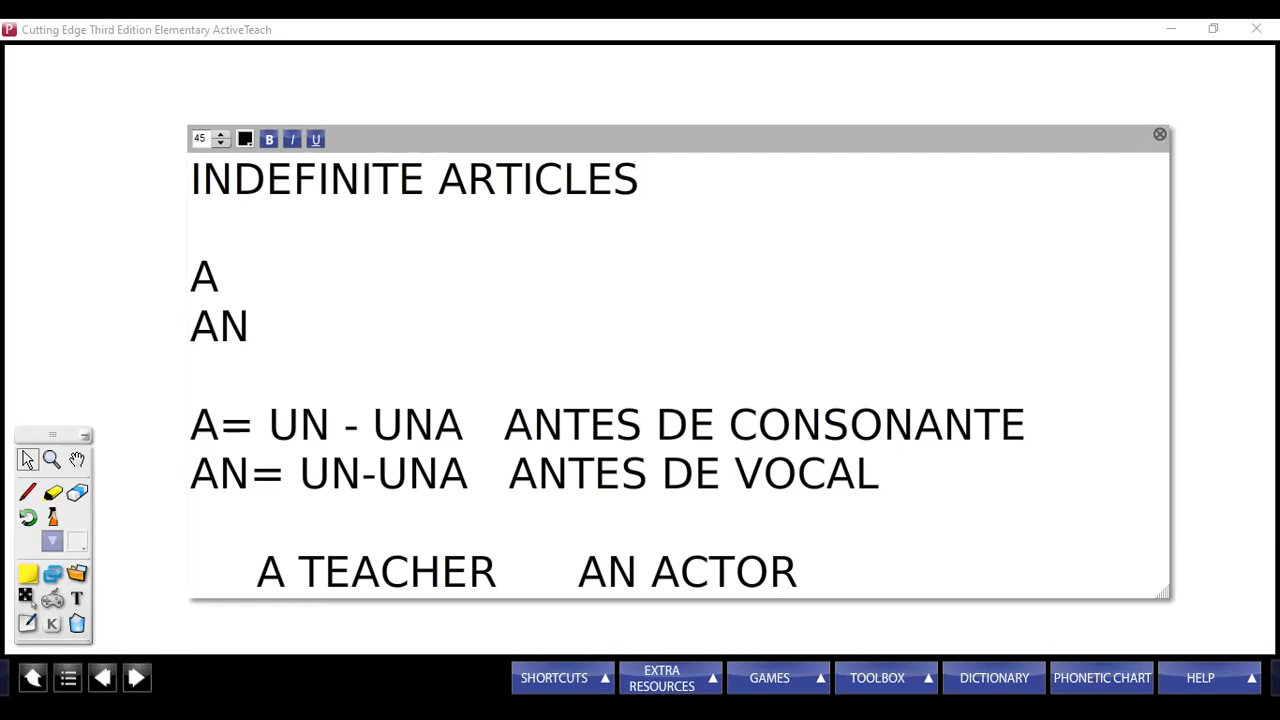 Cutting Edge Third Edition Elementary ActiveTeach
45 B I U
INDEFINITE ARTICLES
A
AN
A= UN - UNA ANTES DE CONSONANTE
AN= UN-UNA ANTES DE VOCAL
A TEACHER AN ACTOR
T
K
SHORTCUTS EXTRA RESOURCES GAMES TOOLBOX DICTIONARY PHONETIC CHART HELP